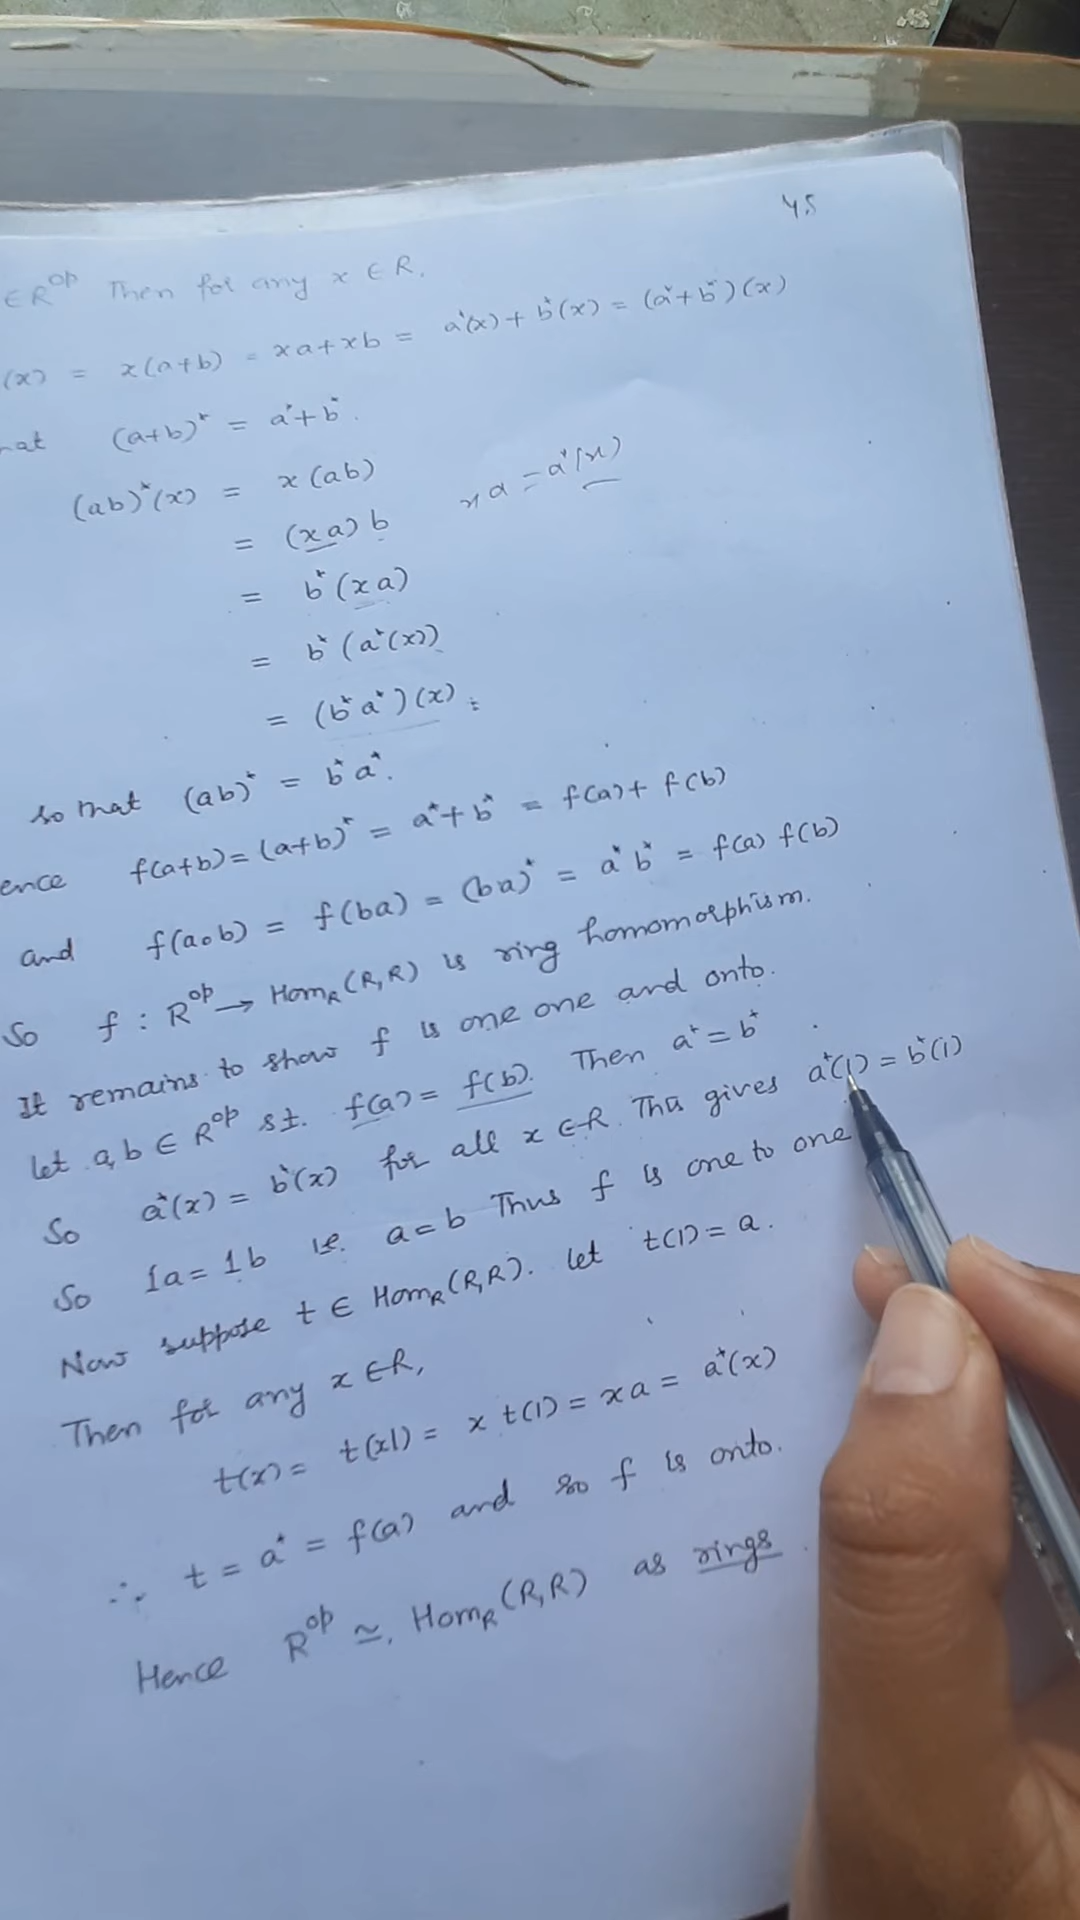 45
∈ R^op Then for any x ∈ R,
(x) = x(a+b) = xa+xb = a*(x) + b*(x) = (a*+b*)(x)
hat (a+b)* = a*+b*.
(ab)*(x) = x(ab)
= (xa)b xa = a*(x)
= b*(xa)
= b*(a*(x))
= (b*a*)(x).
so that (ab)* = b*a*.
ence f(a+b) = (a+b)* = a*+b* = f(a)+f(b)
and f(a∘b) = f(ba) = (ba)* = a*b* = f(a) f(b)
So f : R^op → Hom_R(R,R) is ring homomorphism.
It remains to show f is one one and onto.
Let a,b ∈ R^op s.t. f(a) = f(b). Then a* = b*
So a*(x) = b*(x) for all x ∈ R. This gives a*(1) = b*(1)
So 1a = 1b i.e. a = b Thus f is one to one
Now suppose t ∈ Hom_R(R,R). Let t(1) = a.
Then for any x ∈ R,
t(x) = t(x1) = x t(1) = xa = a*(x)
∴ t = a* = f(a) and so f is onto.
Hence R^op ≃ Hom_R(R,R) as rings.